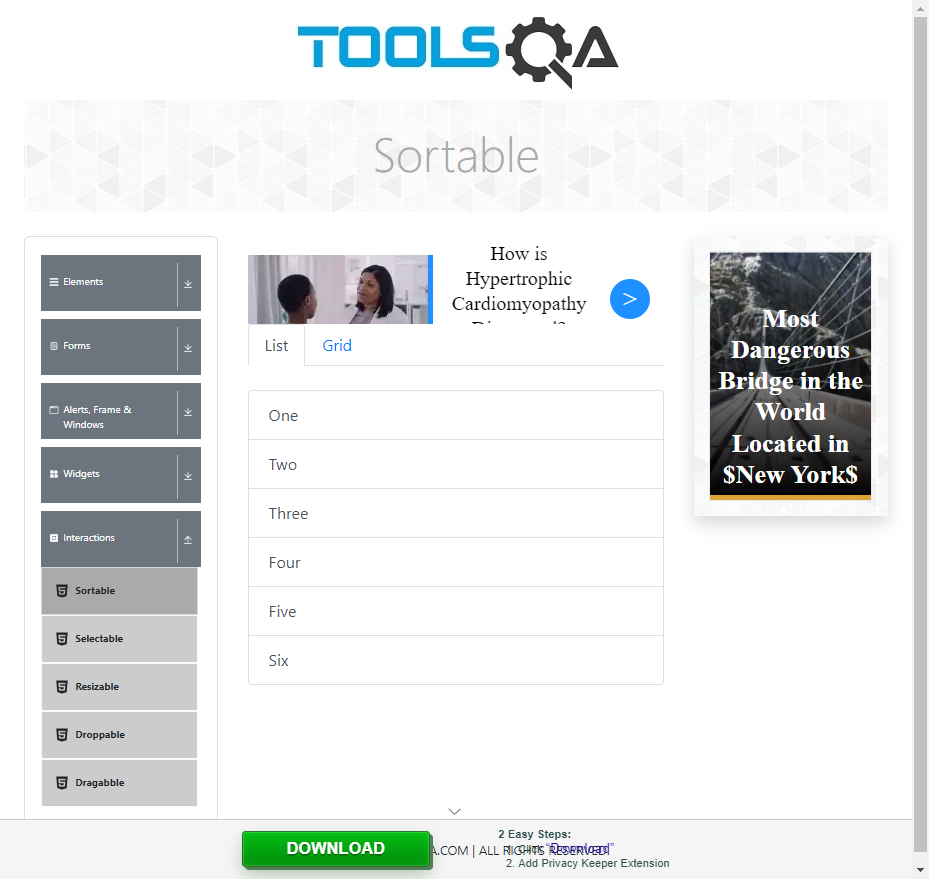 TOOLSQA
Sortable
Elements
Forms
Alerts, Frame &
Windows
Widgets
Interactions
Sortable
Selectable
Resizable
Droppable
Dragabble
How is
Hypertrophic
Cardiomyopathy
>
List
Grid
One
Two
Three
Four
Five
Six
Most
Dangerous
Bridge in the
World
Located in
$New York$
DOWNLOAD
2 Easy Steps:
1. Click "Download"
A.COM | ALL RIGHTS RESERVED.
2. Add Privacy Keeper Extension